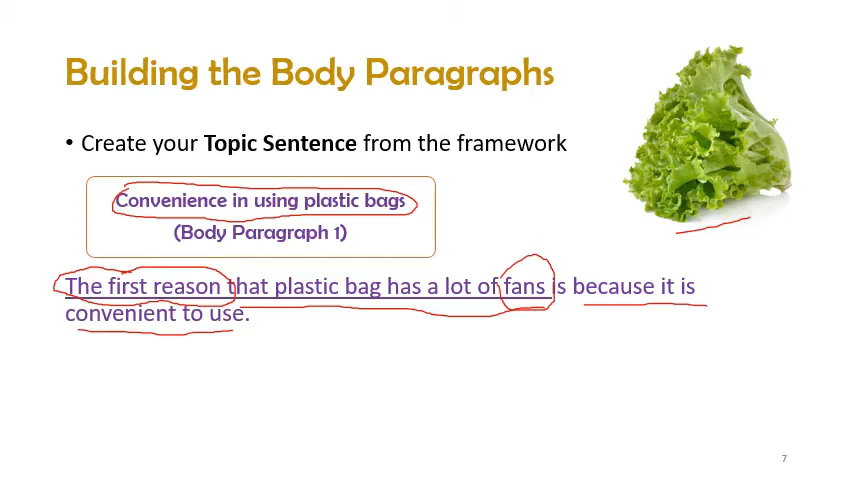 Building the Body Paragraphs
• Create your Topic Sentence from the framework
Convenience in using plastic bags
(Body Paragraph 1)
The first reason that plastic bag has a lot of fans is because it is
convenient to use.
7